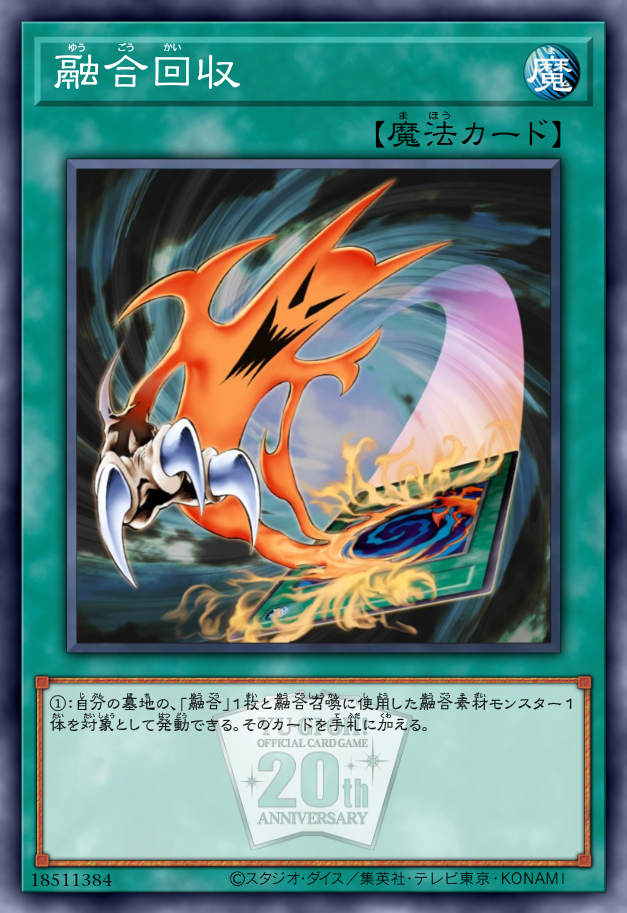 融合回収
魔
【魔法カード】
①:自分の墓地の、「融合」1枚と融合召喚に使用した融合素材モンスター1
体を対象として発動できる。そのカードを手札に加える。
YU-GI-OH!
OFFICIAL CARD GAME
20th
ANNIVERSARY
18511384
©スタジオ・ダイス/集英社・テレビ東京・KONAMI